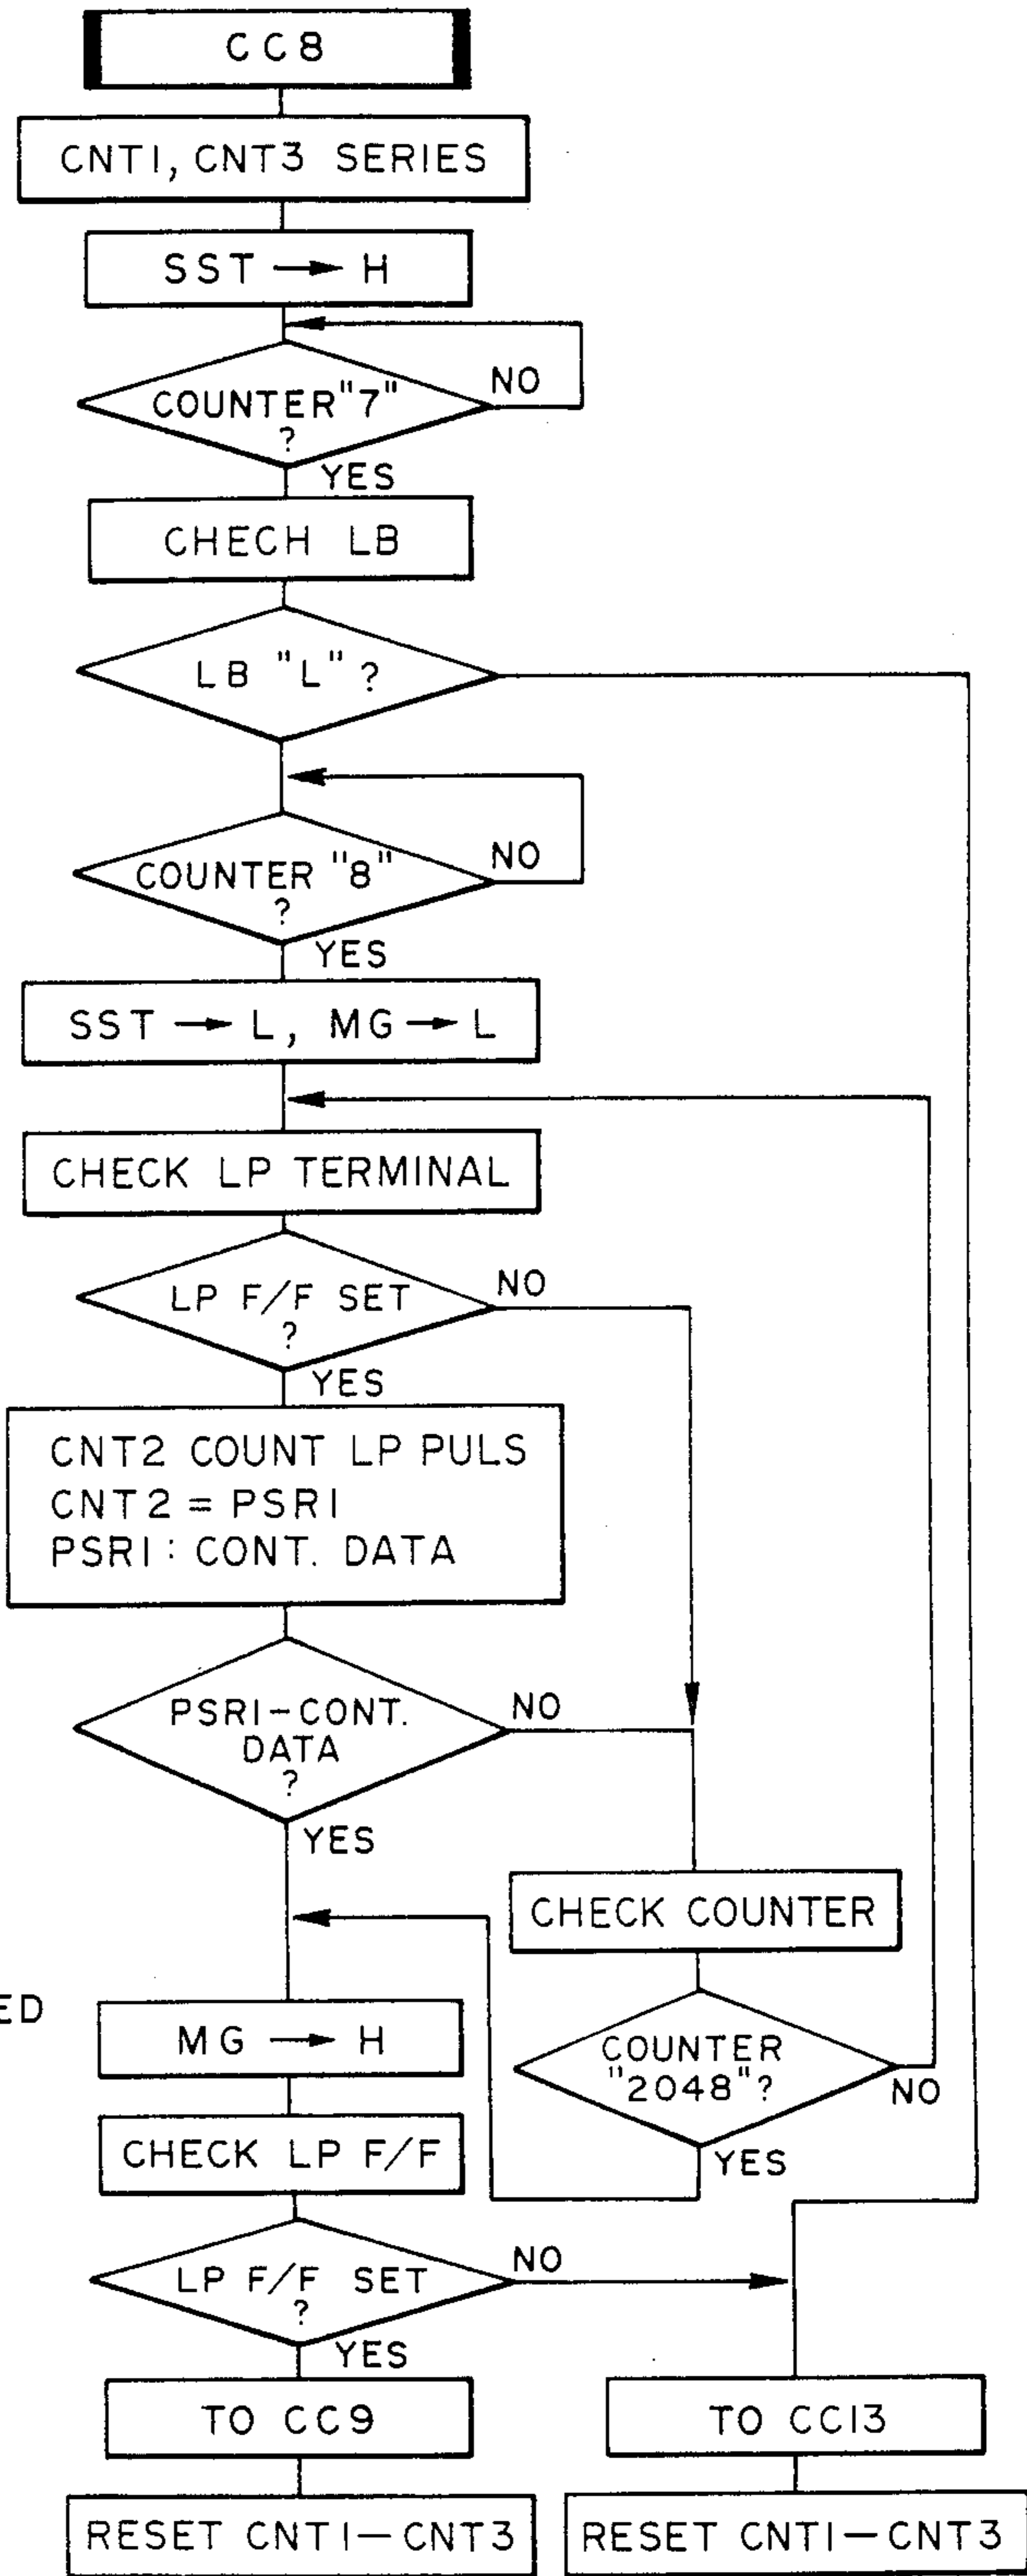 CC8
CNT1, CNT3 SERIES
SST → H
COUNTER "7"
?
NO
YES
CHECH LB
LB "L" ?
COUNTER "8"
?
NO
YES
SST → L, MG → L
CHECK LP TERMINAL
LP F/F SET
?
NO
YES
CNT2 COUNT LP PULS
CNT2 = PSR1
PSR1 : CONT. DATA
PSR1-CONT.
DATA
?
NO
YES
CHECK COUNTER
ED
MG → H
COUNTER
"2048"?
NO
YES
CHECK LP F/F
LP F/F SET
?
NO
YES
TO CC9
TO CC13
RESET CNT1-CNT3
RESET CNT1-CNT3